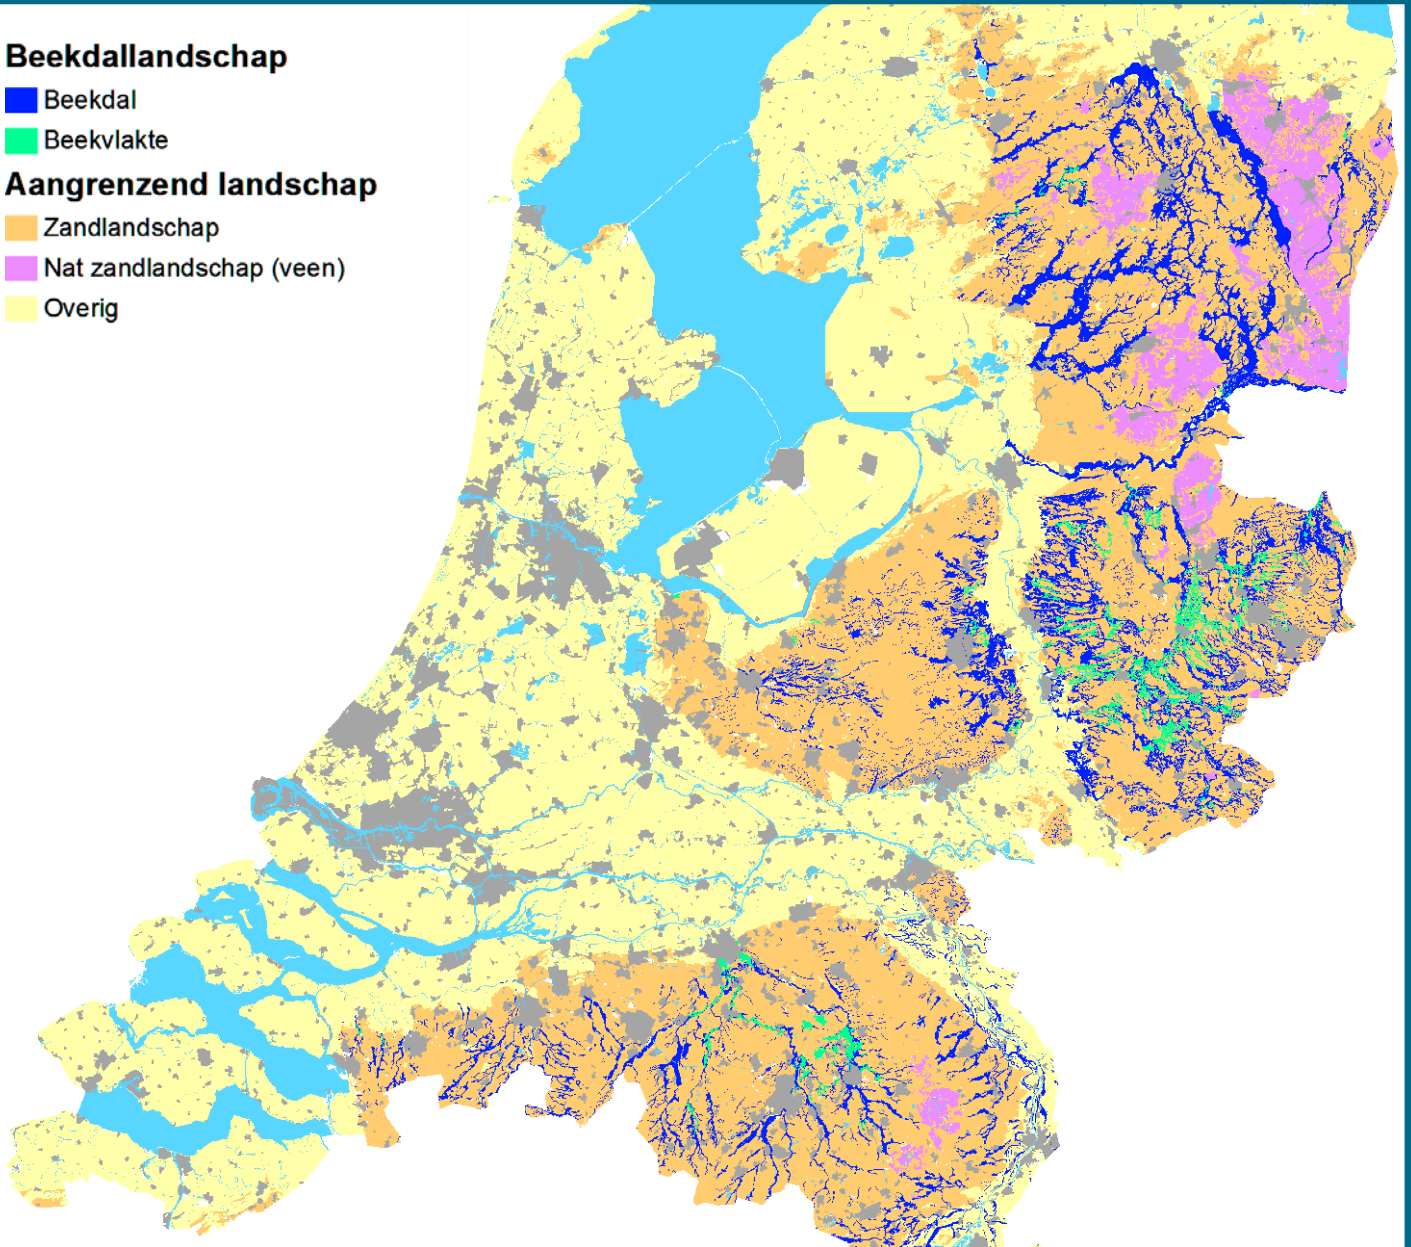 Beekdallandschap
Beekdal
Beekvlakte
Aangrenzend landschap
Zandlandschap
Nat zandlandschap (veen)
Overig